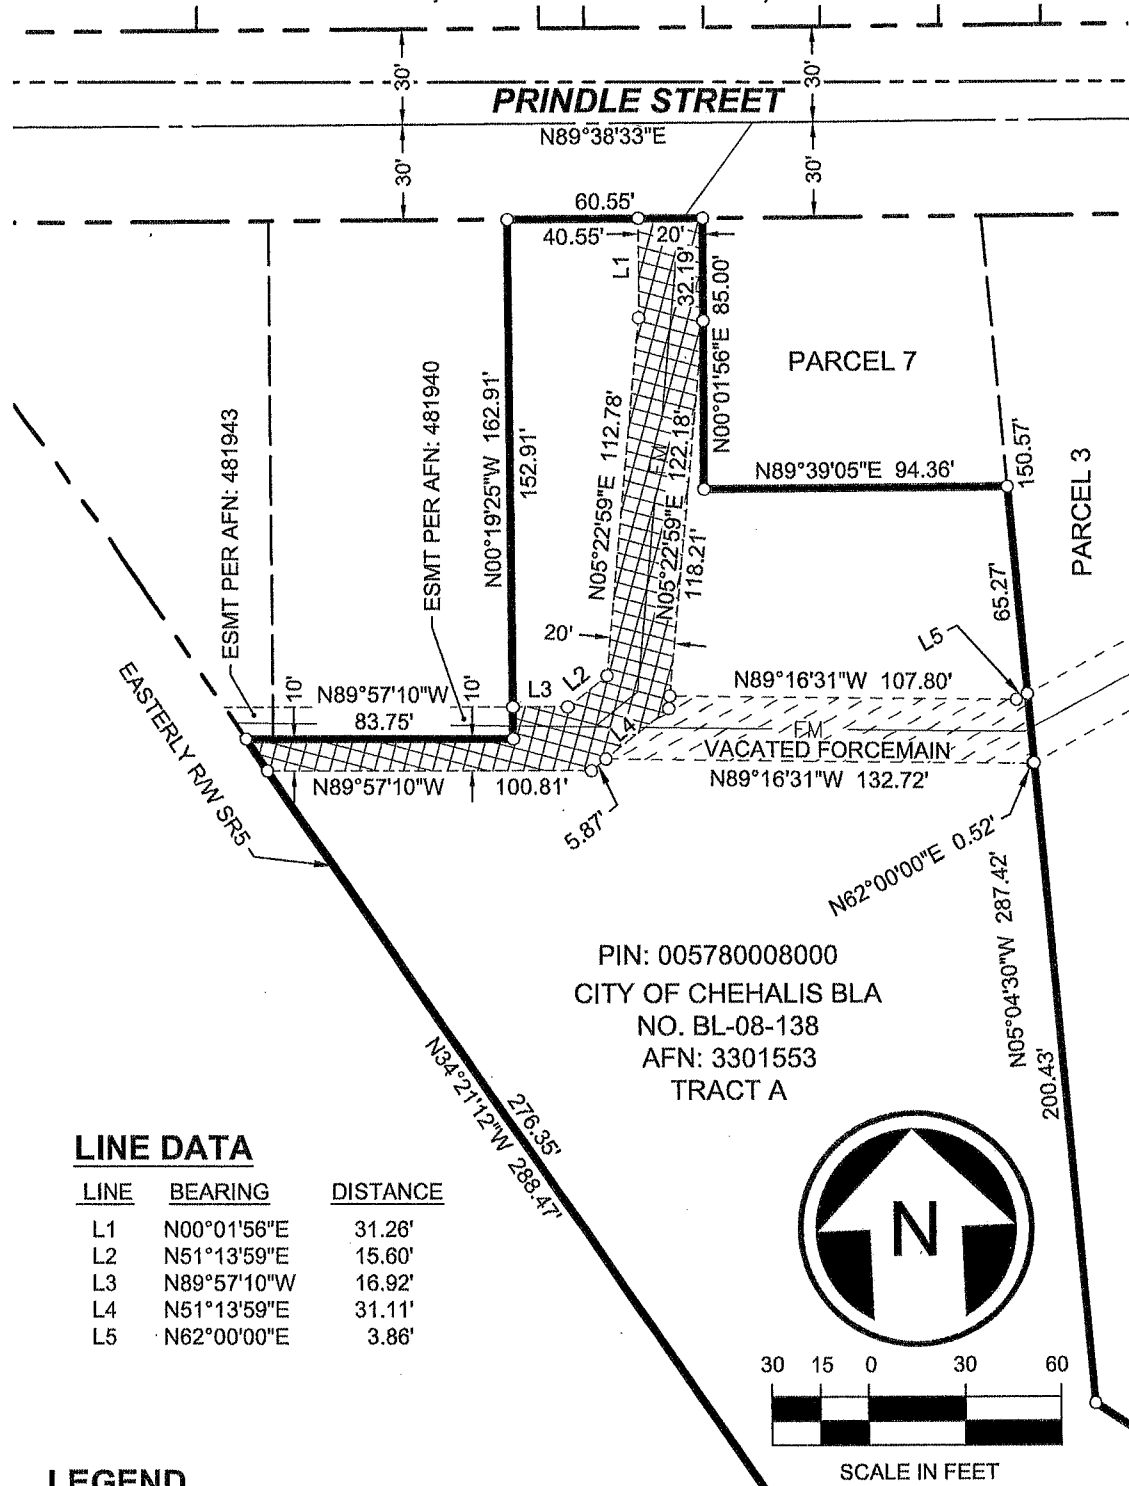 30'
30'
PRINDLE STREET
N89°38'33"E
30'
30'
60.55'
40.55'
20'
L1
32.19'
N00°01'56"E 85.00'
PARCEL 7
N00°19'25"W 162.91'
152.91'
ESMT PER AFN: 481943
ESMT PER AFN: 481940
N05°22'59"E 112.78'
FM
N05°22'59"E 122.18'
118.21'
N89°39'05"E 94.36'
150.57'
PARCEL 3
65.27'
20'
L5
EASTERLY R/W SR5
10'
N89°57'10"W
83.75'
10'
L3
L2
L4
N89°16'31"W 107.80'
FM
VACATED FORCEMAIN
N89°16'31"W 132.72'
N89°57'10"W
100.81'
5.87'
N62°00'00"E 0.52'
N05°04'30"W 287.42'
200.43'
PIN: 005780008000
CITY OF CHEHALIS BLA
NO. BL-08-138
AFN: 3301553
TRACT A
276.35'
N34°21'12"W 288.47'
LINE DATA
LINE BEARING DISTANCE
L1 N00°01'56"E 31.26'
L2 N51°13'59"E 15.60'
L3 N89°57'10"W 16.92'
L4 N51°13'59"E 31.11'
L5 N62°00'00"E 3.86'
N
30 15 0 30 60
SCALE IN FEET
LEGEND